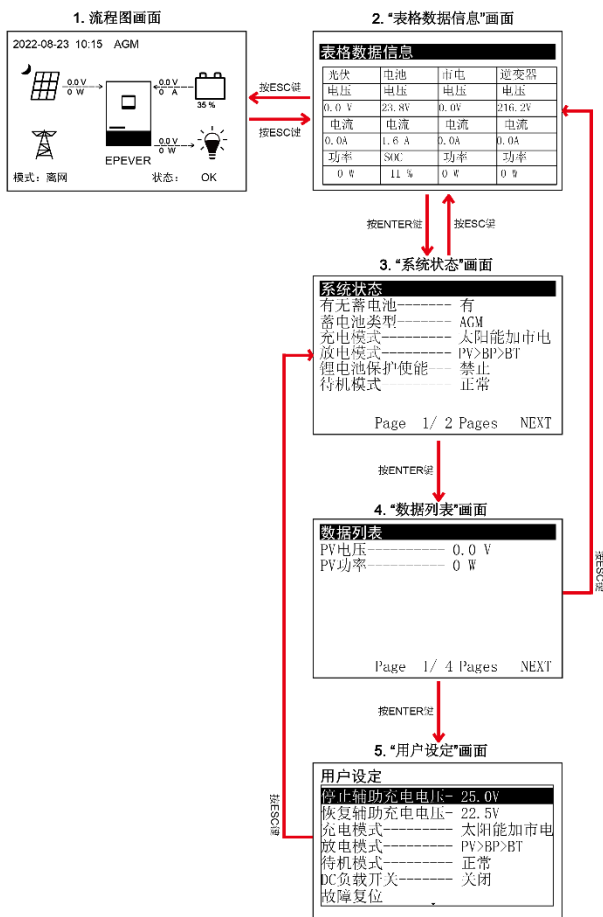 1. 流程图画面
2022-08-23 10:15 AGM
0.0 V
0 W
0.0 V
0 A
35 %
0.0 V
0 W
EPEVER
模式：离网 状态： OK
按ESC键
按ESC键
2. “表格数据信息”画面
表格数据信息
光伏 电池 市电 逆变器
电压 电压 电压 电压
0.0 V 23.8V 0.0V 216.2V
电流 电流 电流 电流
0.0A 1.6 A 0.0A 0.0A
功率 SOC 功率 功率
0 W 11 % 0 W 0 W
按ENTER键 按ESC键
3. “系统状态”画面
系统状态
有无蓄电池------- 有
蓄电池类型------- AGM
充电模式--------- 太阳能加市电
放电模式--------- PV>BP>BT
锂电池保护使能--- 禁止
待机模式 正常
Page 1/ 2 Pages NEXT
按ENTER键
4. “数据列表”画面
数据列表
PV电压---------- 0.0 V
PV功率---------- 0 W
Page 1/ 4 Pages NEXT
按ESC键
按ENTER键
5. “用户设定”画面
用户设定
停止辅助充电电压- 25.0V
恢复辅助充电电压- 22.5V
充电模式--------- 太阳能加市电
放电模式--------- PV>BP>BT
待机模式--------- 正常
DC负载开关------- 关闭
故障复位
按ESC键